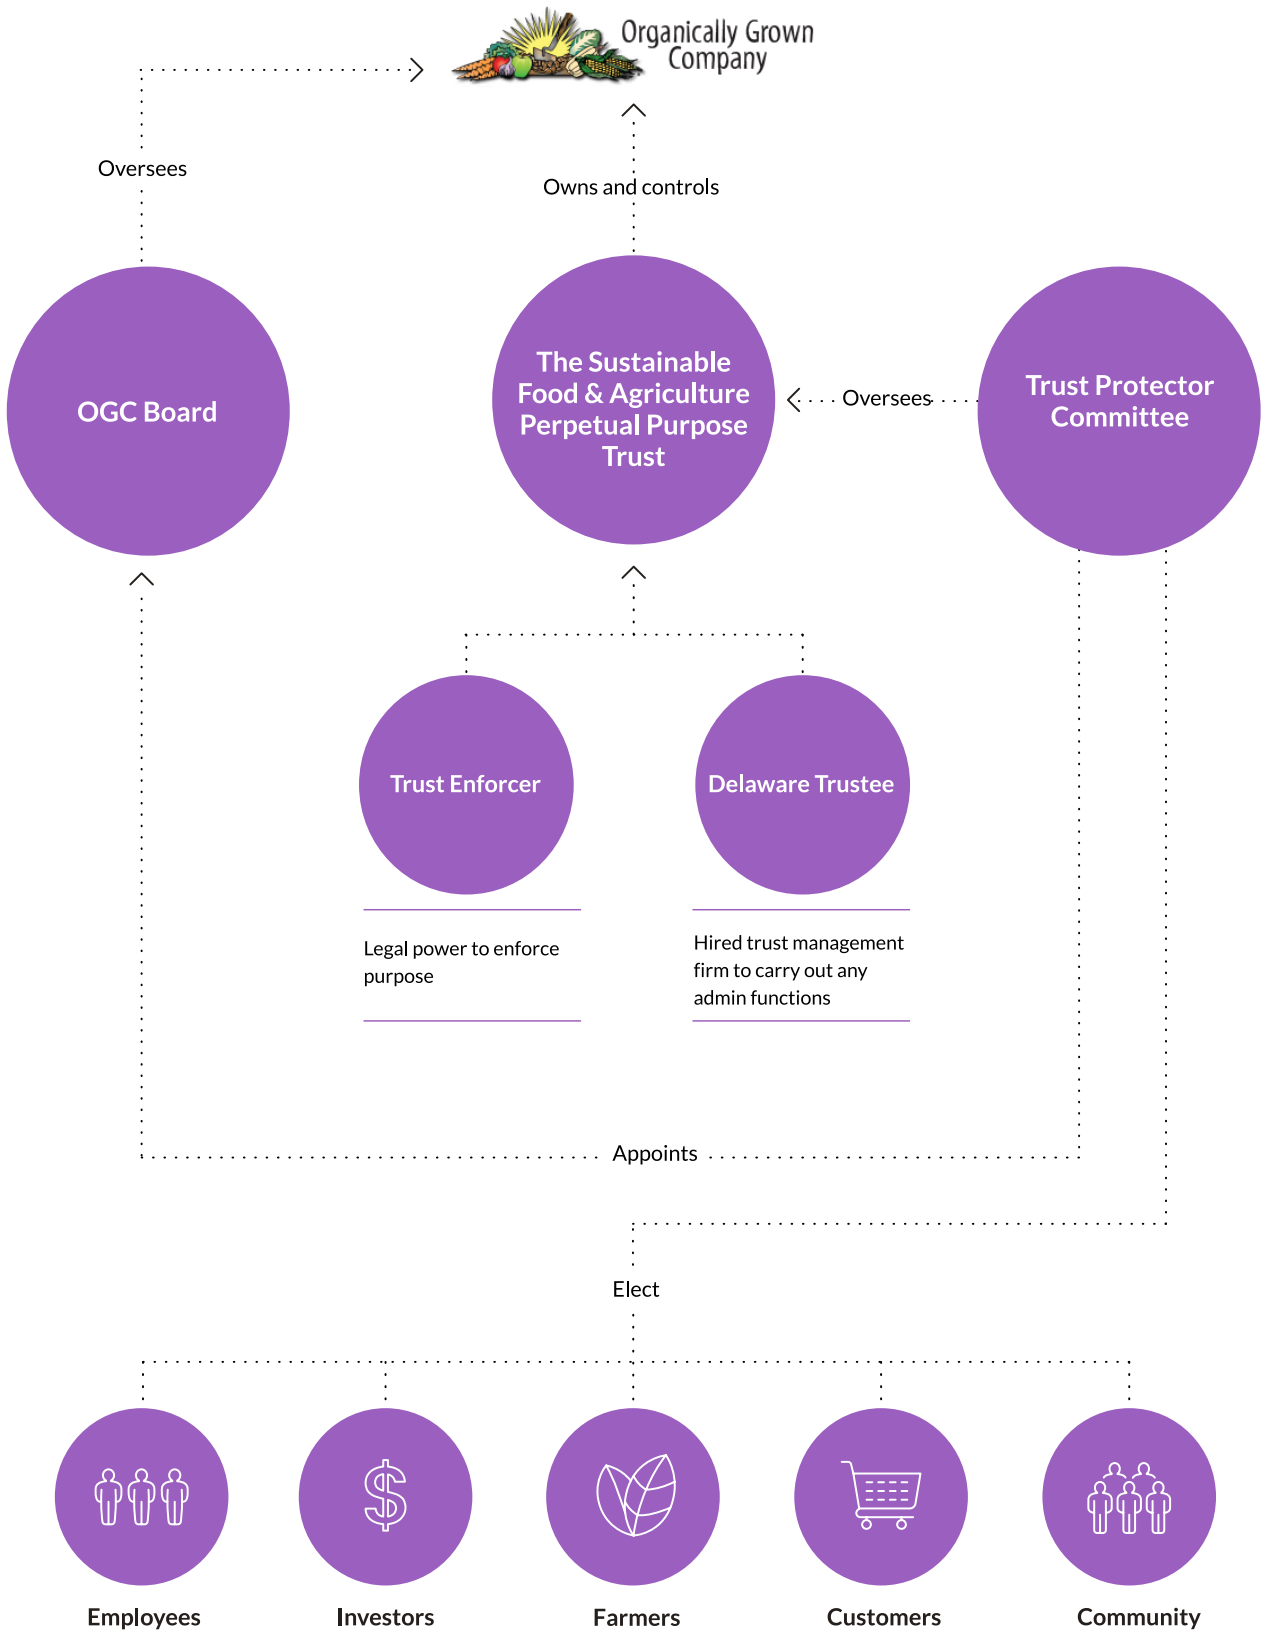 Organically Grown
Company
Oversees
Owns and controls
OGC Board
The Sustainable
Food & Agriculture
Perpetual Purpose
Trust
Oversees
Trust Protector
Committee
Trust Enforcer
Delaware Trustee
Legal power to enforce
purpose
Hired trust management
firm to carry out any
admin functions
Appoints
Elect
Employees
Investors
Farmers
Customers
Community